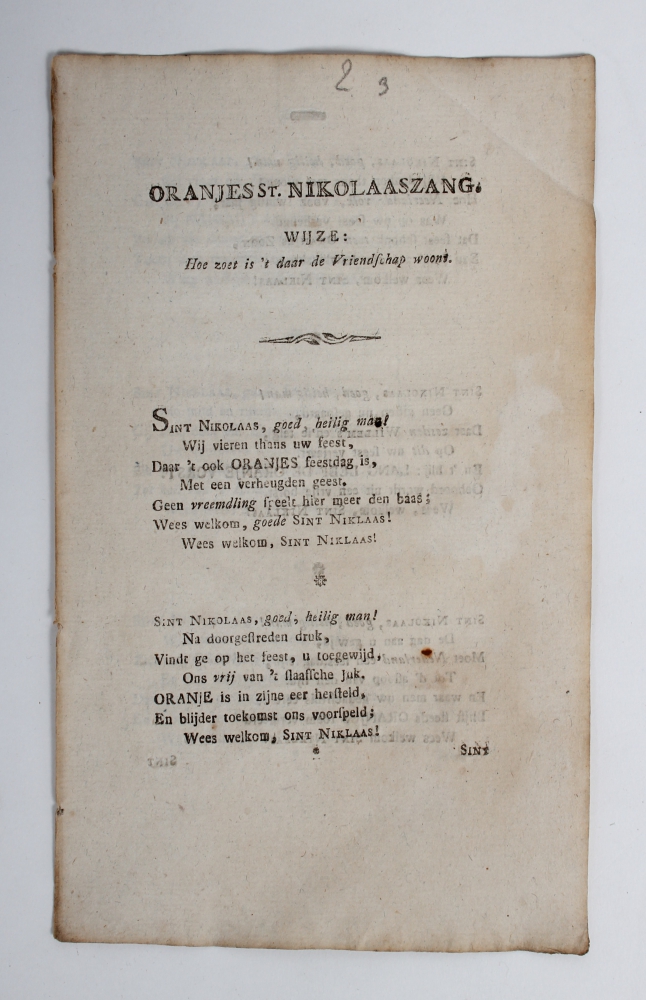 2 3
ORANJES ST. NIKOLAASZANG.
WIJZE:
Hoe zoet is 't daar de Vriendſchap woont.
SINT NIKOLAAS, goed, heilig man!
Wij vieren thans uw feest,
Daar 't ook ORANJES feestdag is,
Met een verheugden geest.
Geen vreemdling ſpeelt hier meer den baas;
Wees welkom, goede SINT NIKLAAS!
Wees welkom, SINT NIKLAAS!
SINT NIKOLAAS, goed, heilig man!
Na doorgeſtreden druk,
Vindt ge op het feest, u toegewijd,
Ons vrij van 't ſlaafſche juk.
ORANJE is in zijne eer herſteld,
En blijder toekomst ons voorſpeld;
Wees welkom, SINT NIKLAAS!
SINT